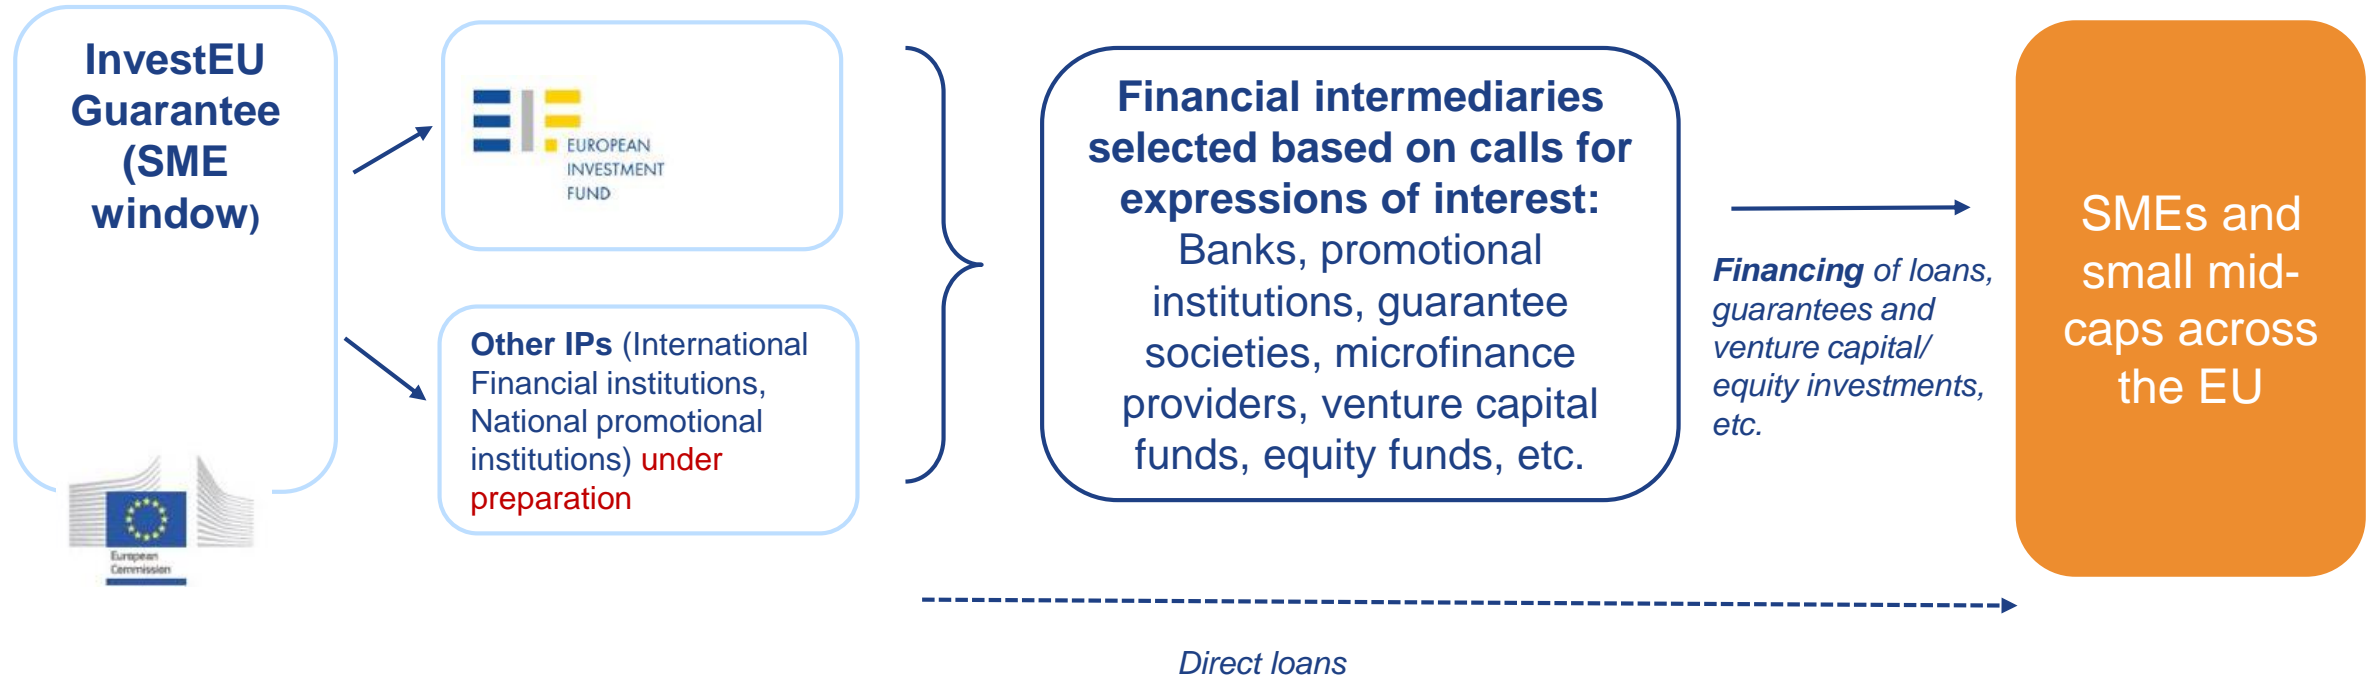 InvestEU
Guarantee
(SME
window)
European
Commission
EUROPEAN
INVESTMENT
FUND
Other IPs (International
Financial institutions,
National promotional
institutions) under
preparation
Financial intermediaries
selected based on calls for
expressions of interest:
Banks, promotional
institutions, guarantee
societies, microfinance
providers, venture capital
funds, equity funds, etc.
Financing of loans,
guarantees and
venture capital/
equity investments,
etc.
SMEs and
small mid-
caps across
the EU
Direct loans